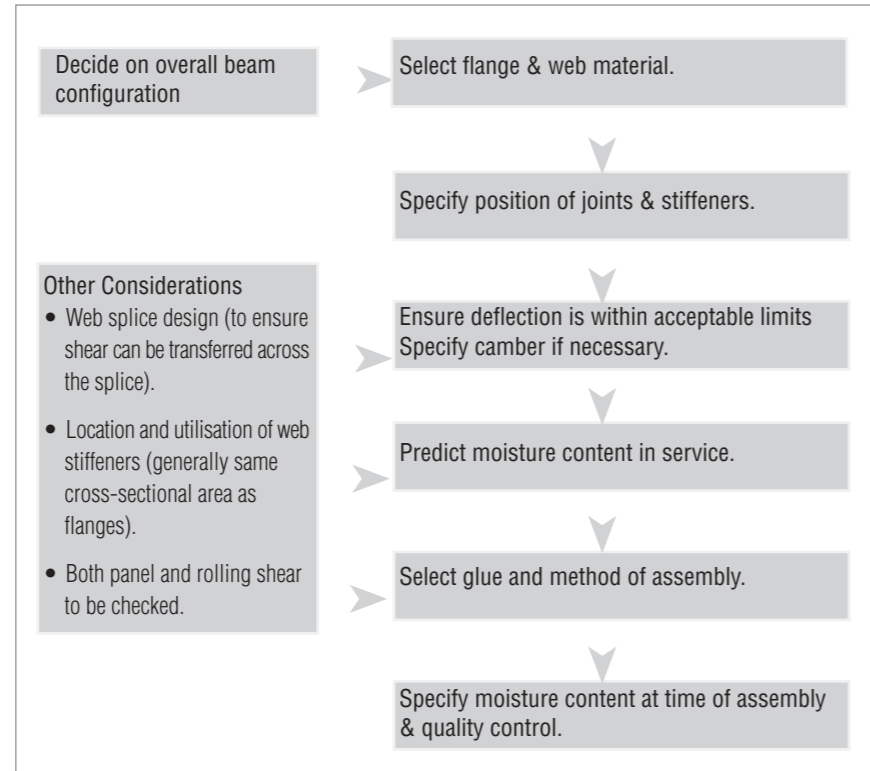 Decide on overall beam
configuration
Select flange & web material.
Specify position of joints & stiffeners.
Other Considerations
• Web splice design (to ensure
shear can be transferred across
the splice).
• Location and utilisation of web
stiffeners (generally same
cross-sectional area as
flanges).
• Both panel and rolling shear
to be checked.
Ensure deflection is within acceptable limits
Specify camber if necessary.
Predict moisture content in service.
Select glue and method of assembly.
Specify moisture content at time of assembly
& quality control.